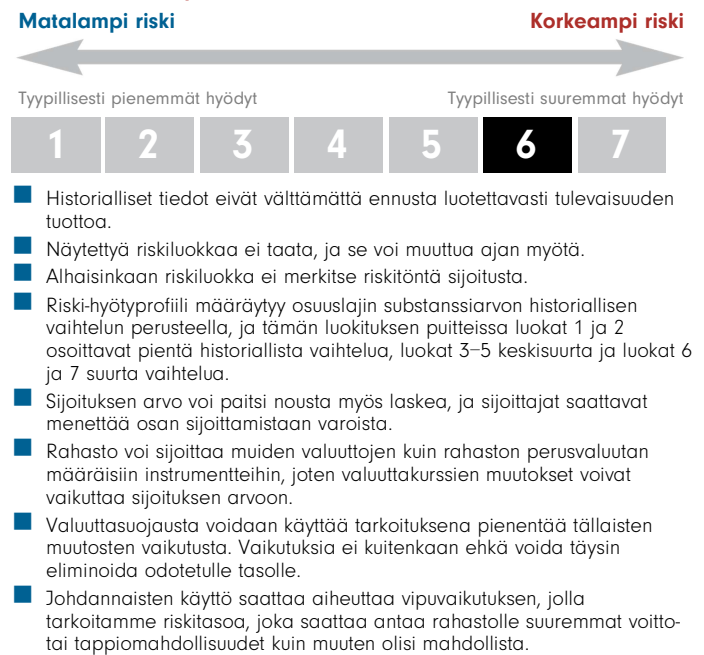 Matalampi riski Korkeampi riski
Tyypillisesti pienemmät hyödyt Tyypillisesti suuremmat hyödyt
1 2 3 4 5 6 7
Historialliset tiedot eivät välttämättä ennusta luotettavasti tulevaisuuden
tuottoa.
Näytettyä riskiluokkaa ei taata, ja se voi muuttua ajan myötä.
Alhaisinkaan riskiluokka ei merkitse riskitöntä sijoitusta.
Riski-hyötyprofiili määräytyy osuuslajin substanssiarvon historiallisen
vaihtelun perusteella, ja tämän luokituksen puitteissa luokat 1 ja 2
osoittavat pientä historiallista vaihtelua, luokat 3–5 keskisuurta ja luokat 6
ja 7 suurta vaihtelua.
Sijoituksen arvo voi paitsi nousta myös laskea, ja sijoittajat saattavat
menettää osan sijoittamistaan varoista.
Rahasto voi sijoittaa muiden valuuttojen kuin rahaston perusvaluutan
määräisiin instrumentteihin, joten valuuttakurssien muutokset voivat
vaikuttaa sijoituksen arvoon.
Valuuttasuojausta voidaan käyttää tarkoituksena pienentää tällaisten
muutosten vaikutusta. Vaikutuksia ei kuitenkaan ehkä voida täysin
eliminoida odotetulle tasolle.
Johdannaisten käyttö saattaa aiheuttaa vipuvaikutuksen, jolla
tarkoitamme riskitasoa, joka saattaa antaa rahastolle suuremmat voitto-
tai tappiomahdollisuudet kuin muuten olisi mahdollista.